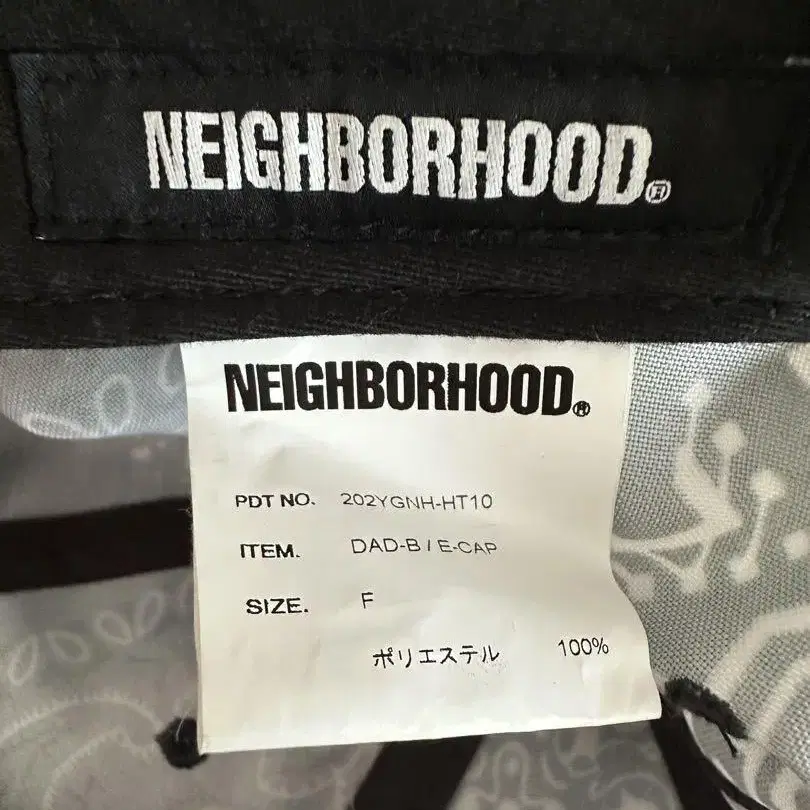 NEIGHBORHOOD®
NEIGHBORHOOD®
PDT NO. 202YGNH-HT10
ITEM. DAD-B / E-CAP
SIZE. F
ポリエステル 100%